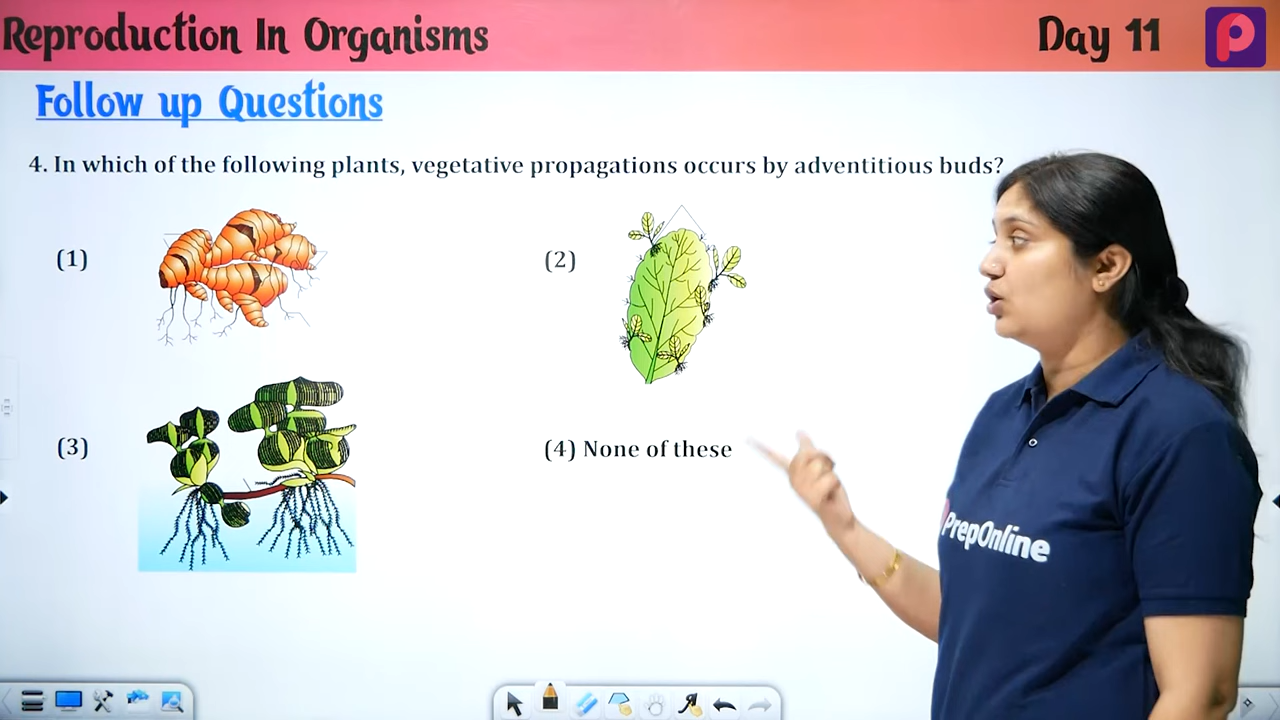 Reproduction In Organisms
Day 11
Follow up Questions
4. In which of the following plants, vegetative propagations occurs by adventitious buds?
(1)
(2)
(3)
(4) None of these
PrepOnline